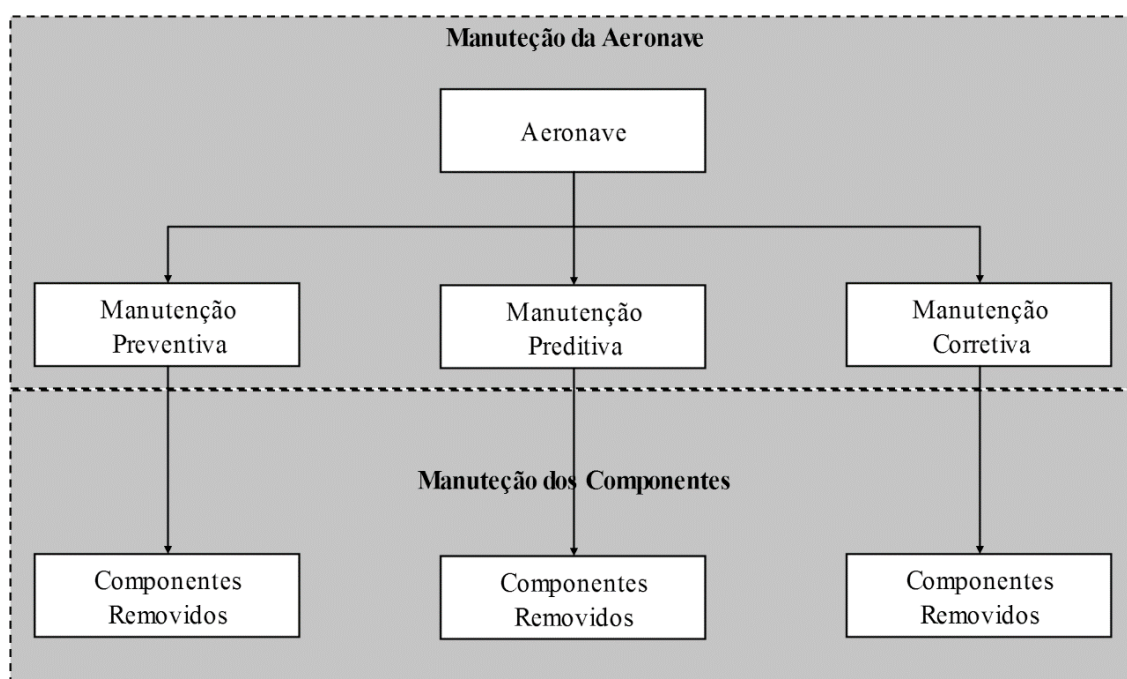 Manuteção da Aeronave
Aeronave
Manutenção
Preventiva
Manutenção
Preditiva
Manutenção
Corretiva
Manuteção dos Componentes
Componentes
Removidos
Componentes
Removidos
Componentes
Removidos